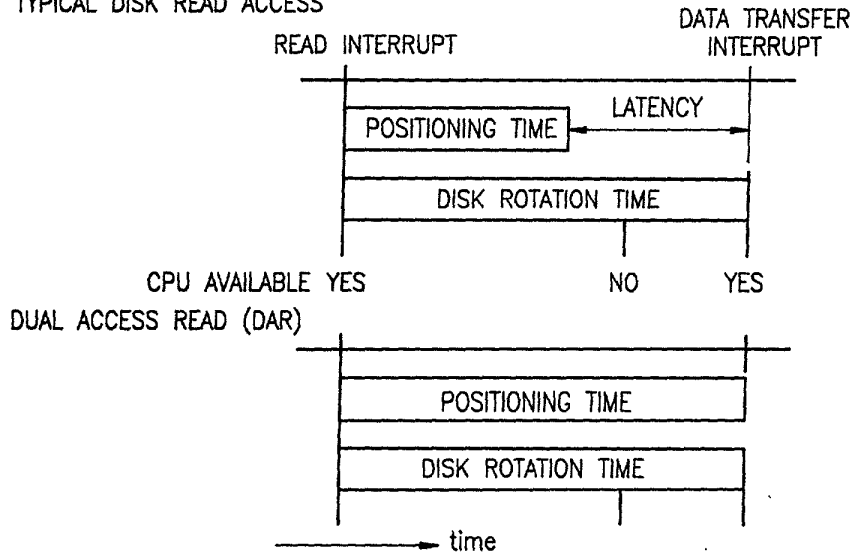 TYPICAL DISK READ ACCESS
DATA TRANSFER
READ INTERRUPT INTERRUPT
LATENCY
POSITIONING TIME
DISK ROTATION TIME
CPU AVAILABLE YES NO YES
DUAL ACCESS READ (DAR)
POSITIONING TIME
DISK ROTATION TIME
time